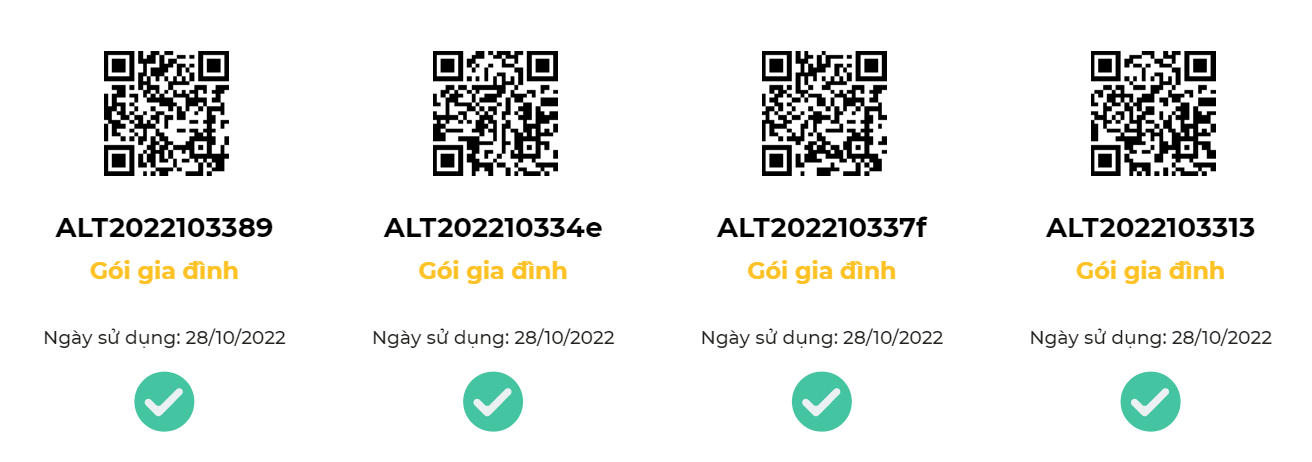 ALT2022103389
Gói gia đình
Ngày sử dụng: 28/10/2022
ALT202210334e
Gói gia đình
Ngày sử dụng: 28/10/2022
ALT202210337f
Gói gia đình
Ngày sử dụng: 28/10/2022
ALT2022103313
Gói gia đình
Ngày sử dụng: 28/10/2022